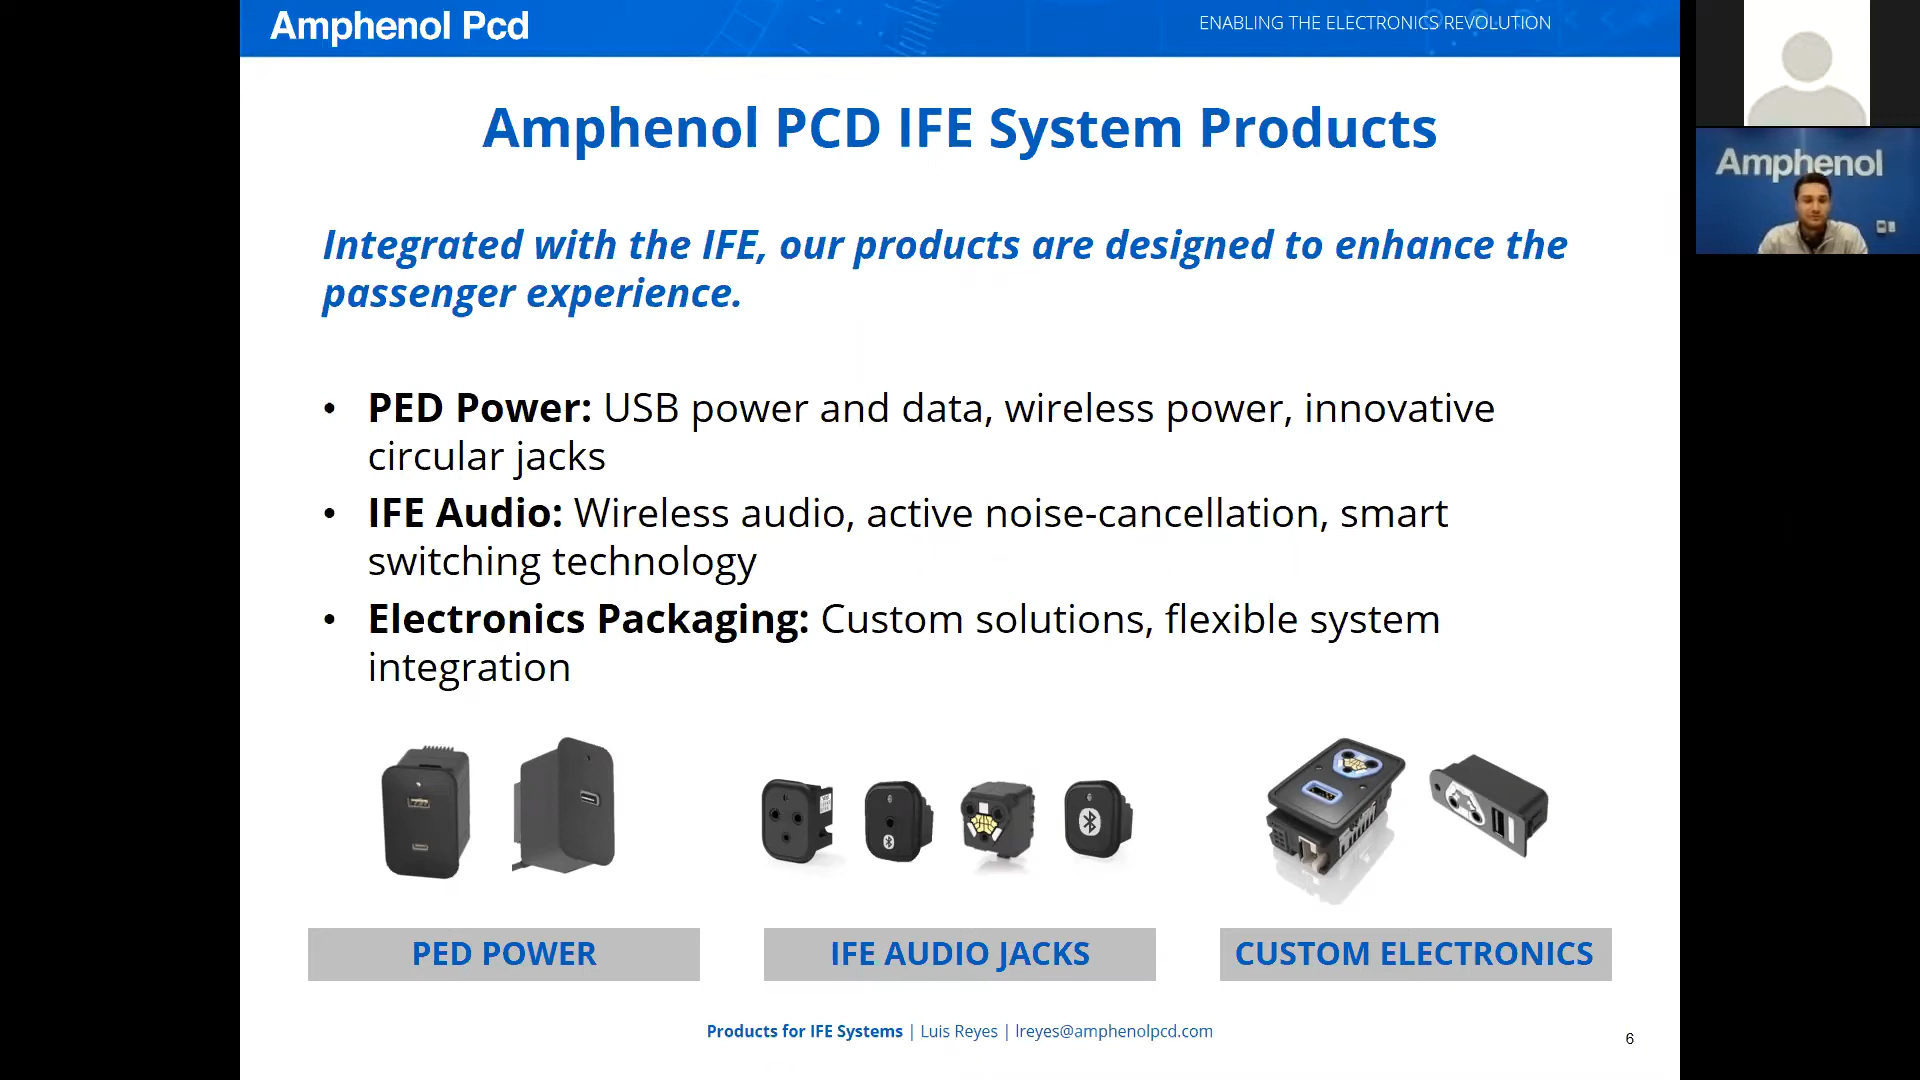 Amphenol Pcd
ENABLING THE ELECTRONICS REVOLUTION
Amphenol PCD IFE System Products
Amphenol
Integrated with the IFE, our products are designed to enhance the
passenger experience.
• PED Power: USB power and data, wireless power, innovative
circular jacks
• IFE Audio: Wireless audio, active noise-cancellation, smart
switching technology
• Electronics Packaging: Custom solutions, flexible system
integration
PED POWER
IFE AUDIO JACKS
CUSTOM ELECTRONICS
Products for IFE Systems | Luis Reyes | lreyes@amphenolpcd.com
6